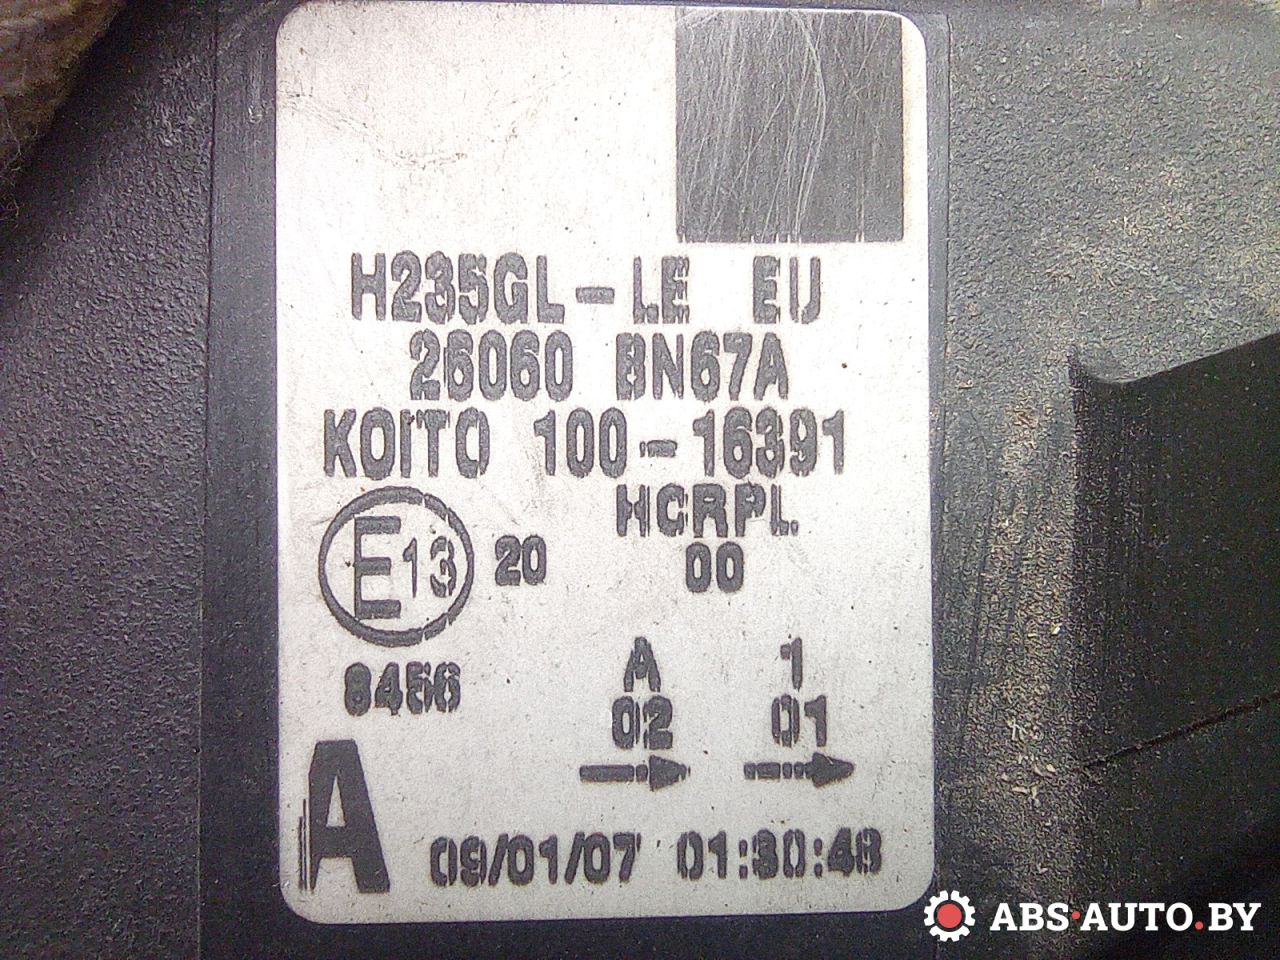 H235GL-LE EU
26060 BN67A
KOITO 100-16391
HCRPL
E13 20 00
8456
A 1
02 01
A 09/01/07 01:30:43
ABS·AUTO.BY